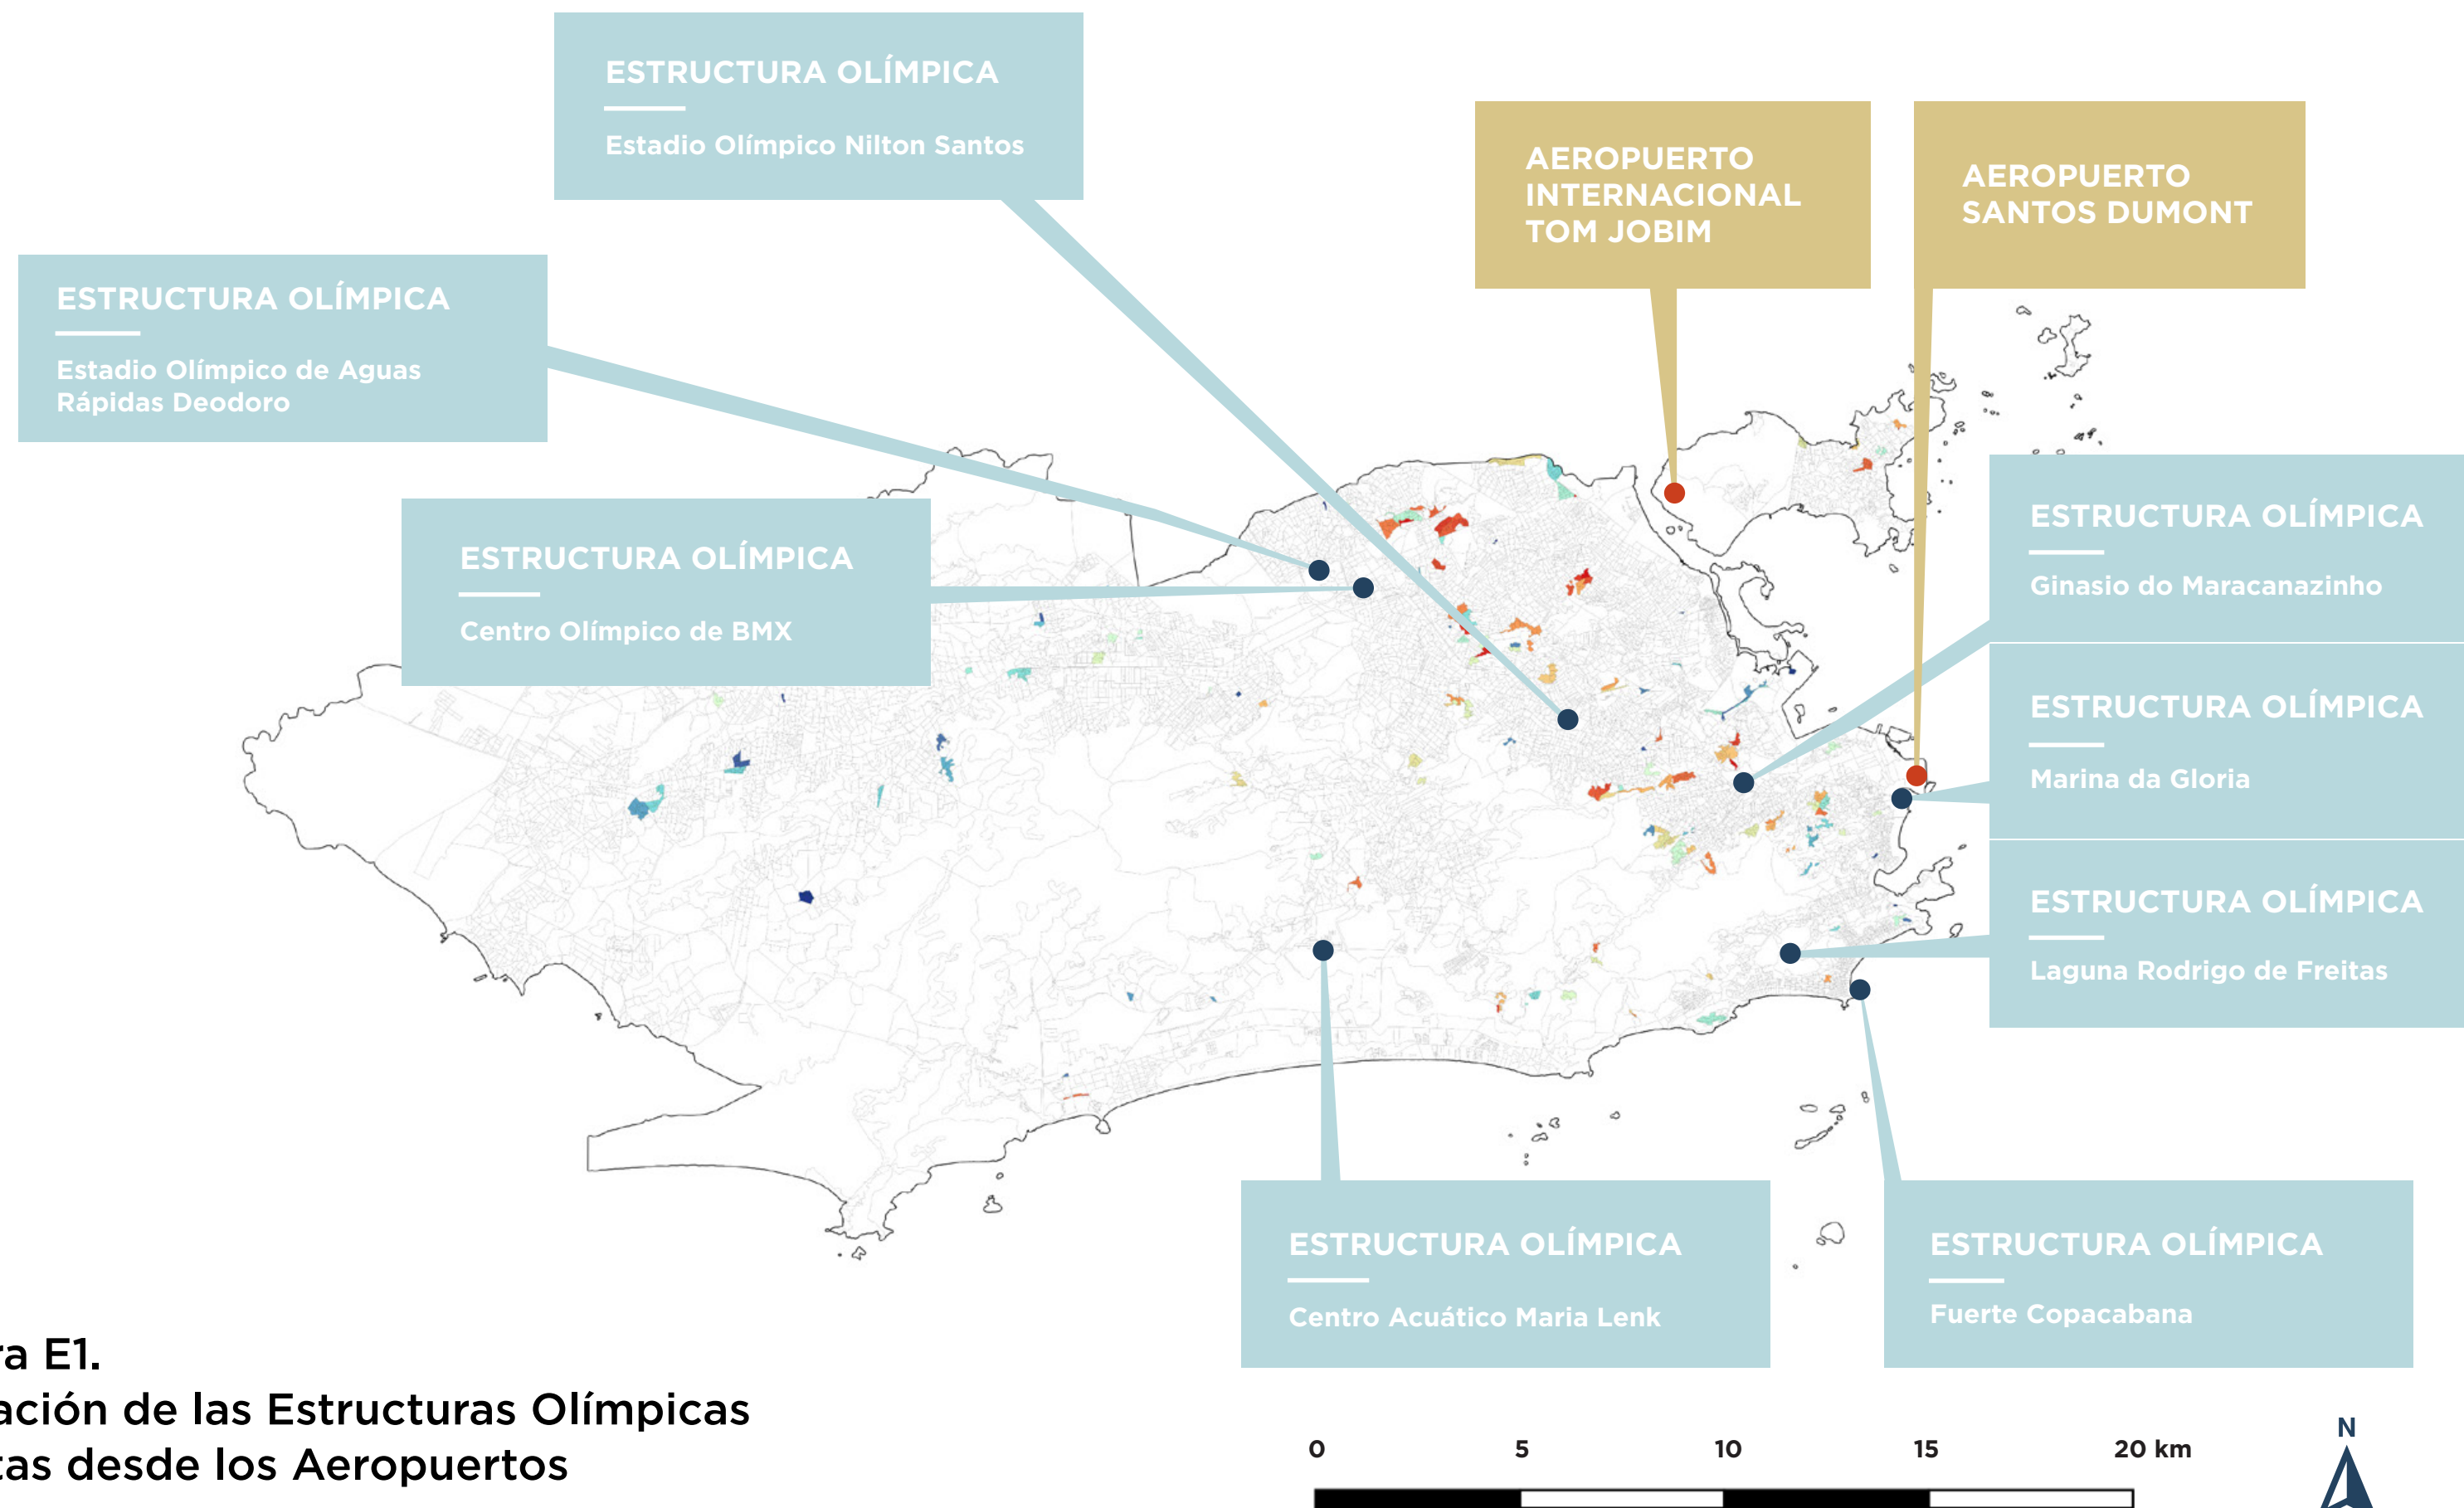 ESTRUCTURA OLÍMPICA
Estadio Olímpico Nilton Santos
AEROPUERTO
INTERNACIONAL
TOM JOBIM
AEROPUERTO
SANTOS DUMONT
ESTRUCTURA OLÍMPICA
Estadio Olímpico de Aguas
Rápidas Deodoro
ESTRUCTURA OLÍMPICA
Centro Olímpico de BMX
ESTRUCTURA OLÍMPICA
Ginasio do Maracanazinho
ESTRUCTURA OLÍMPICA
Marina da Gloria
ESTRUCTURA OLÍMPICA
Laguna Rodrigo de Freitas
ESTRUCTURA OLÍMPICA
Centro Acuático Maria Lenk
ESTRUCTURA OLÍMPICA
Fuerte Copacabana
ra E1.
ación de las Estructuras Olímpicas
tas desde los Aeropuertos
0 5 10 15 20 km
N